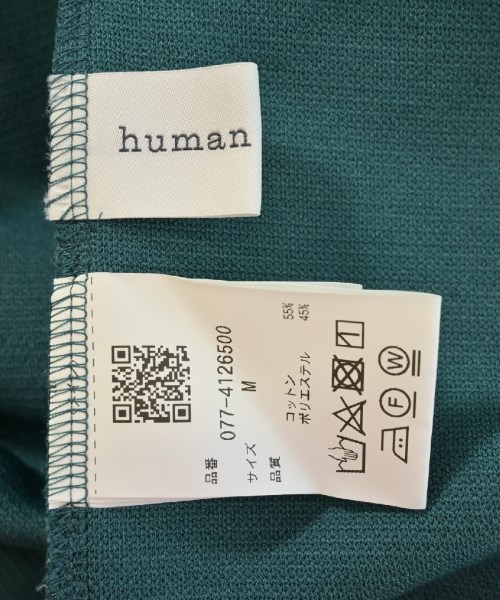 human
品番 077-4126500
サイズ M
品質 コットン 55%
ポリエステル 45%
F W